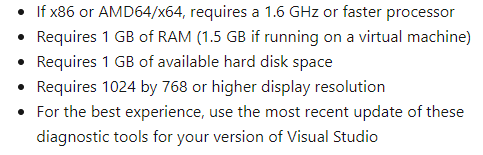 • If x86 or AMD64/x64, requires a 1.6 GHz or faster processor
• Requires 1 GB of RAM (1.5 GB if running on a virtual machine)
• Requires 1 GB of available hard disk space
• Requires 1024 by 768 or higher display resolution
• For the best experience, use the most recent update of these
diagnostic tools for your version of Visual Studio